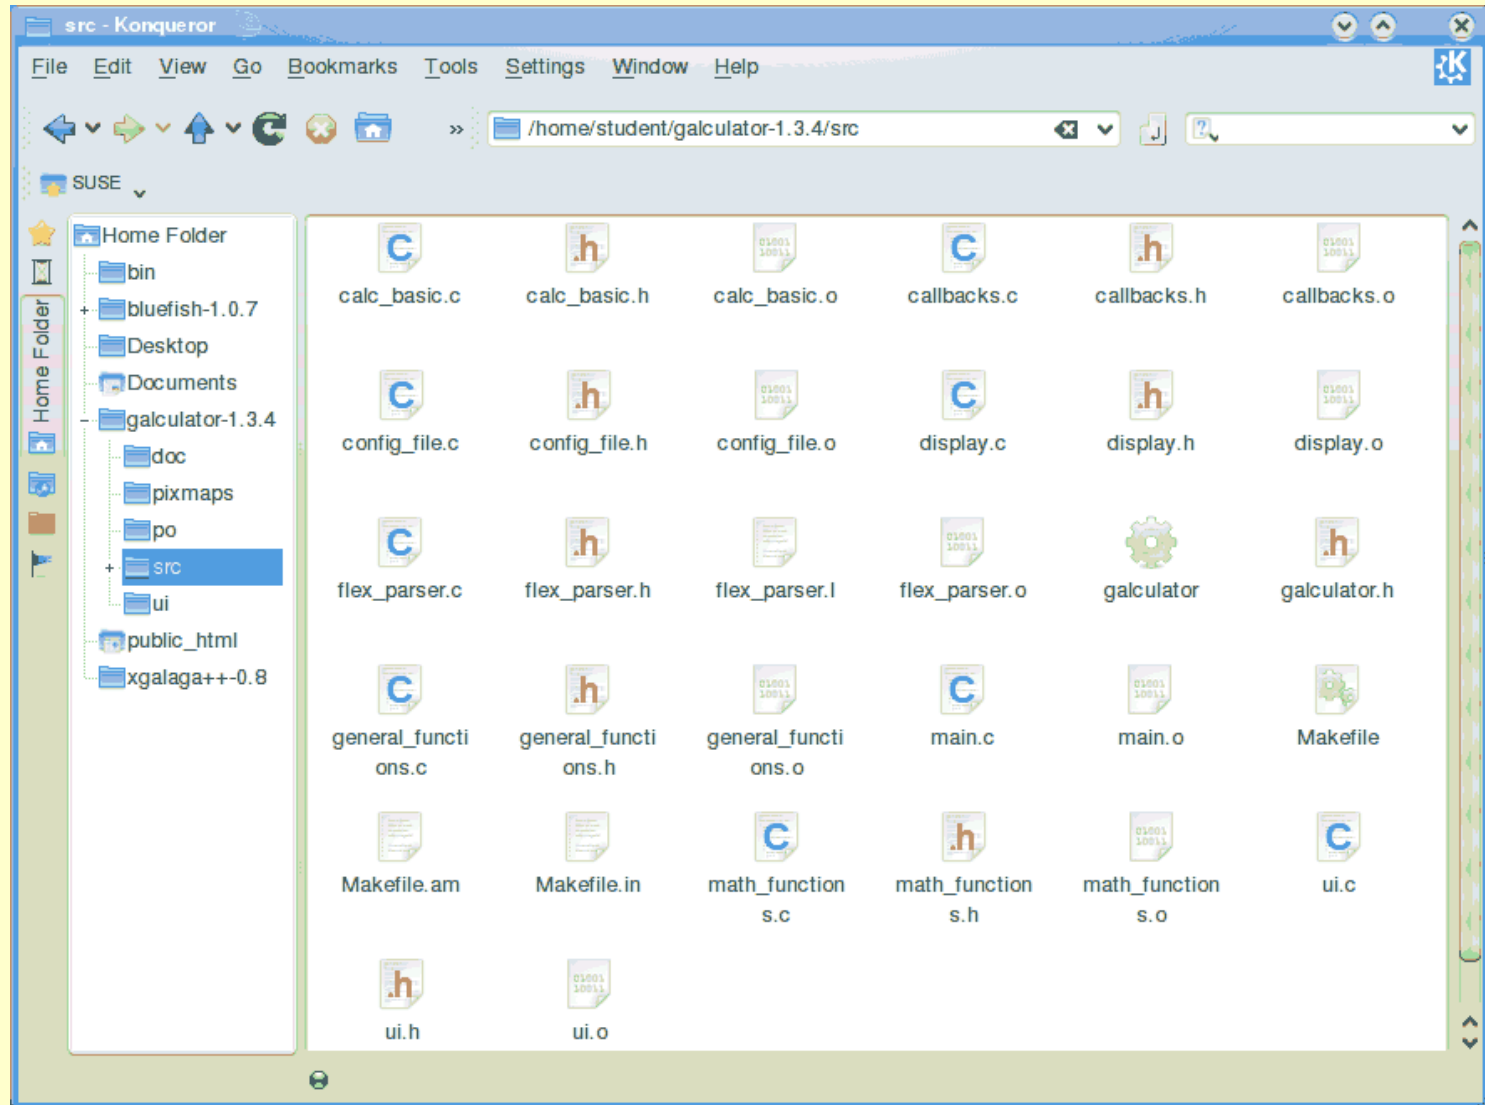 src - Konqueror
File Edit View Go Bookmarks Tools Settings Window Help
» /home/student/galculator-1.3.4/src
SUSE
Home Folder
Home Folder
bin
+ bluefish-1.0.7
Desktop
Documents
- galculator-1.3.4
doc
pixmaps
po
+ src
ui
public_html
xgalaga++-0.8
calc_basic.c calc_basic.h calc_basic.o callbacks.c callbacks.h callbacks.o
config_file.c config_file.h config_file.o display.c display.h display.o
flex_parser.c flex_parser.h flex_parser.l flex_parser.o galculator galculator.h
general_functi general_functi general_functi main.c main.o Makefile
ons.c ons.h ons.o
Makefile.am Makefile.in math_function math_function math_function ui.c
s.c s.h s.o
ui.h ui.o